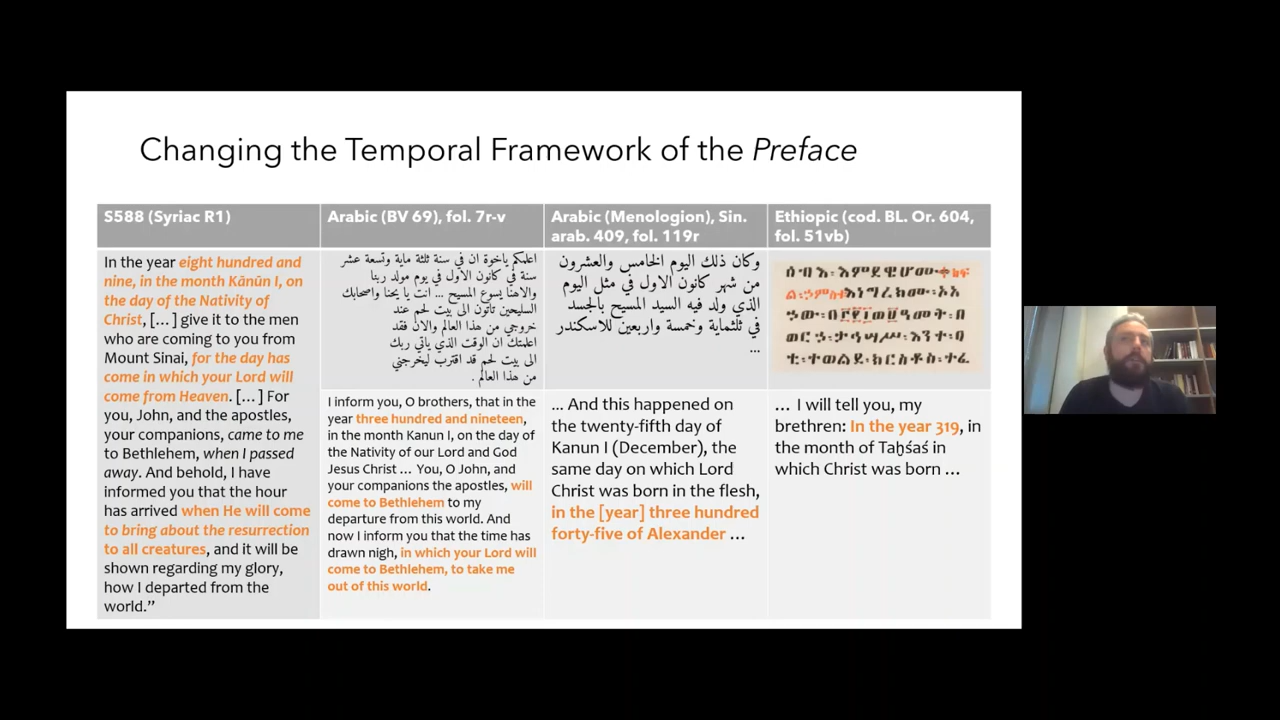 Changing the Temporal Framework of the Preface
S588 (Syriac R1)
In the year eight hundred and
nine, in the month Kānūn I, on
the day of the Nativity of
Christ, [...] give it to the men
who are coming to you from
Mount Sinai, for the day has
come in which your Lord will
come from Heaven. [...] For
you, John, and the apostles,
your companions, came to me
to Bethlehem, when I passed
away. And behold, I have
informed you that the hour
has arrived when He will come
to bring about the resurrection
to all creatures, and it will be
shown regarding my glory,
how I departed from the
world.”
Arabic (BV 69), fol. 7r-v
اعلمكم ياخوة ان في سنة ثلثة ماية وتسعة عشر
سنة في كانون الاول في يوم مولد ربنا
والاهنا يسوع المسيح ... انت يا يحنا واصحابك
السليحين تاتون الى بيت لحم عند
خروجي من هذا العالم والان فقد
اعلمتك ان الوقت الذي ياتي ربك
الى بيت لحم قد اقترب ليخرجني
من هذا العالم .
I inform you, O brothers, that in the
year three hundred and nineteen,
in the month Kanun I, on the day of
the Nativity of our Lord and God
Jesus Christ ... You, O John, and
your companions the apostles, will
come to Bethlehem to my
departure from this world. And
now I inform you that the time has
drawn nigh, in which your Lord will
come to Bethlehem, to take me
out of this world.
Arabic (Menologion), Sin.
arab. 409, fol. 119r
وكان ذلك اليوم الخامس والعشرون
من شهر كانون الاول في مثل اليوم
الذي ولد فيه السيد المسيح بالجسد
في ثلثماية وخمسة واربعين للاسكندر
...
... And this happened on
the twenty-fifth day of
Kanun I (December), the
same day on which Lord
Christ was born in the flesh,
in the [year] three hundred
forty-five of Alexander ...
Ethiopic (cod. BL. Or. 604,
fol. 51vb)
... I will tell you, my
brethren: In the year 319, in
the month of Taḫśaś in
which Christ was born ...